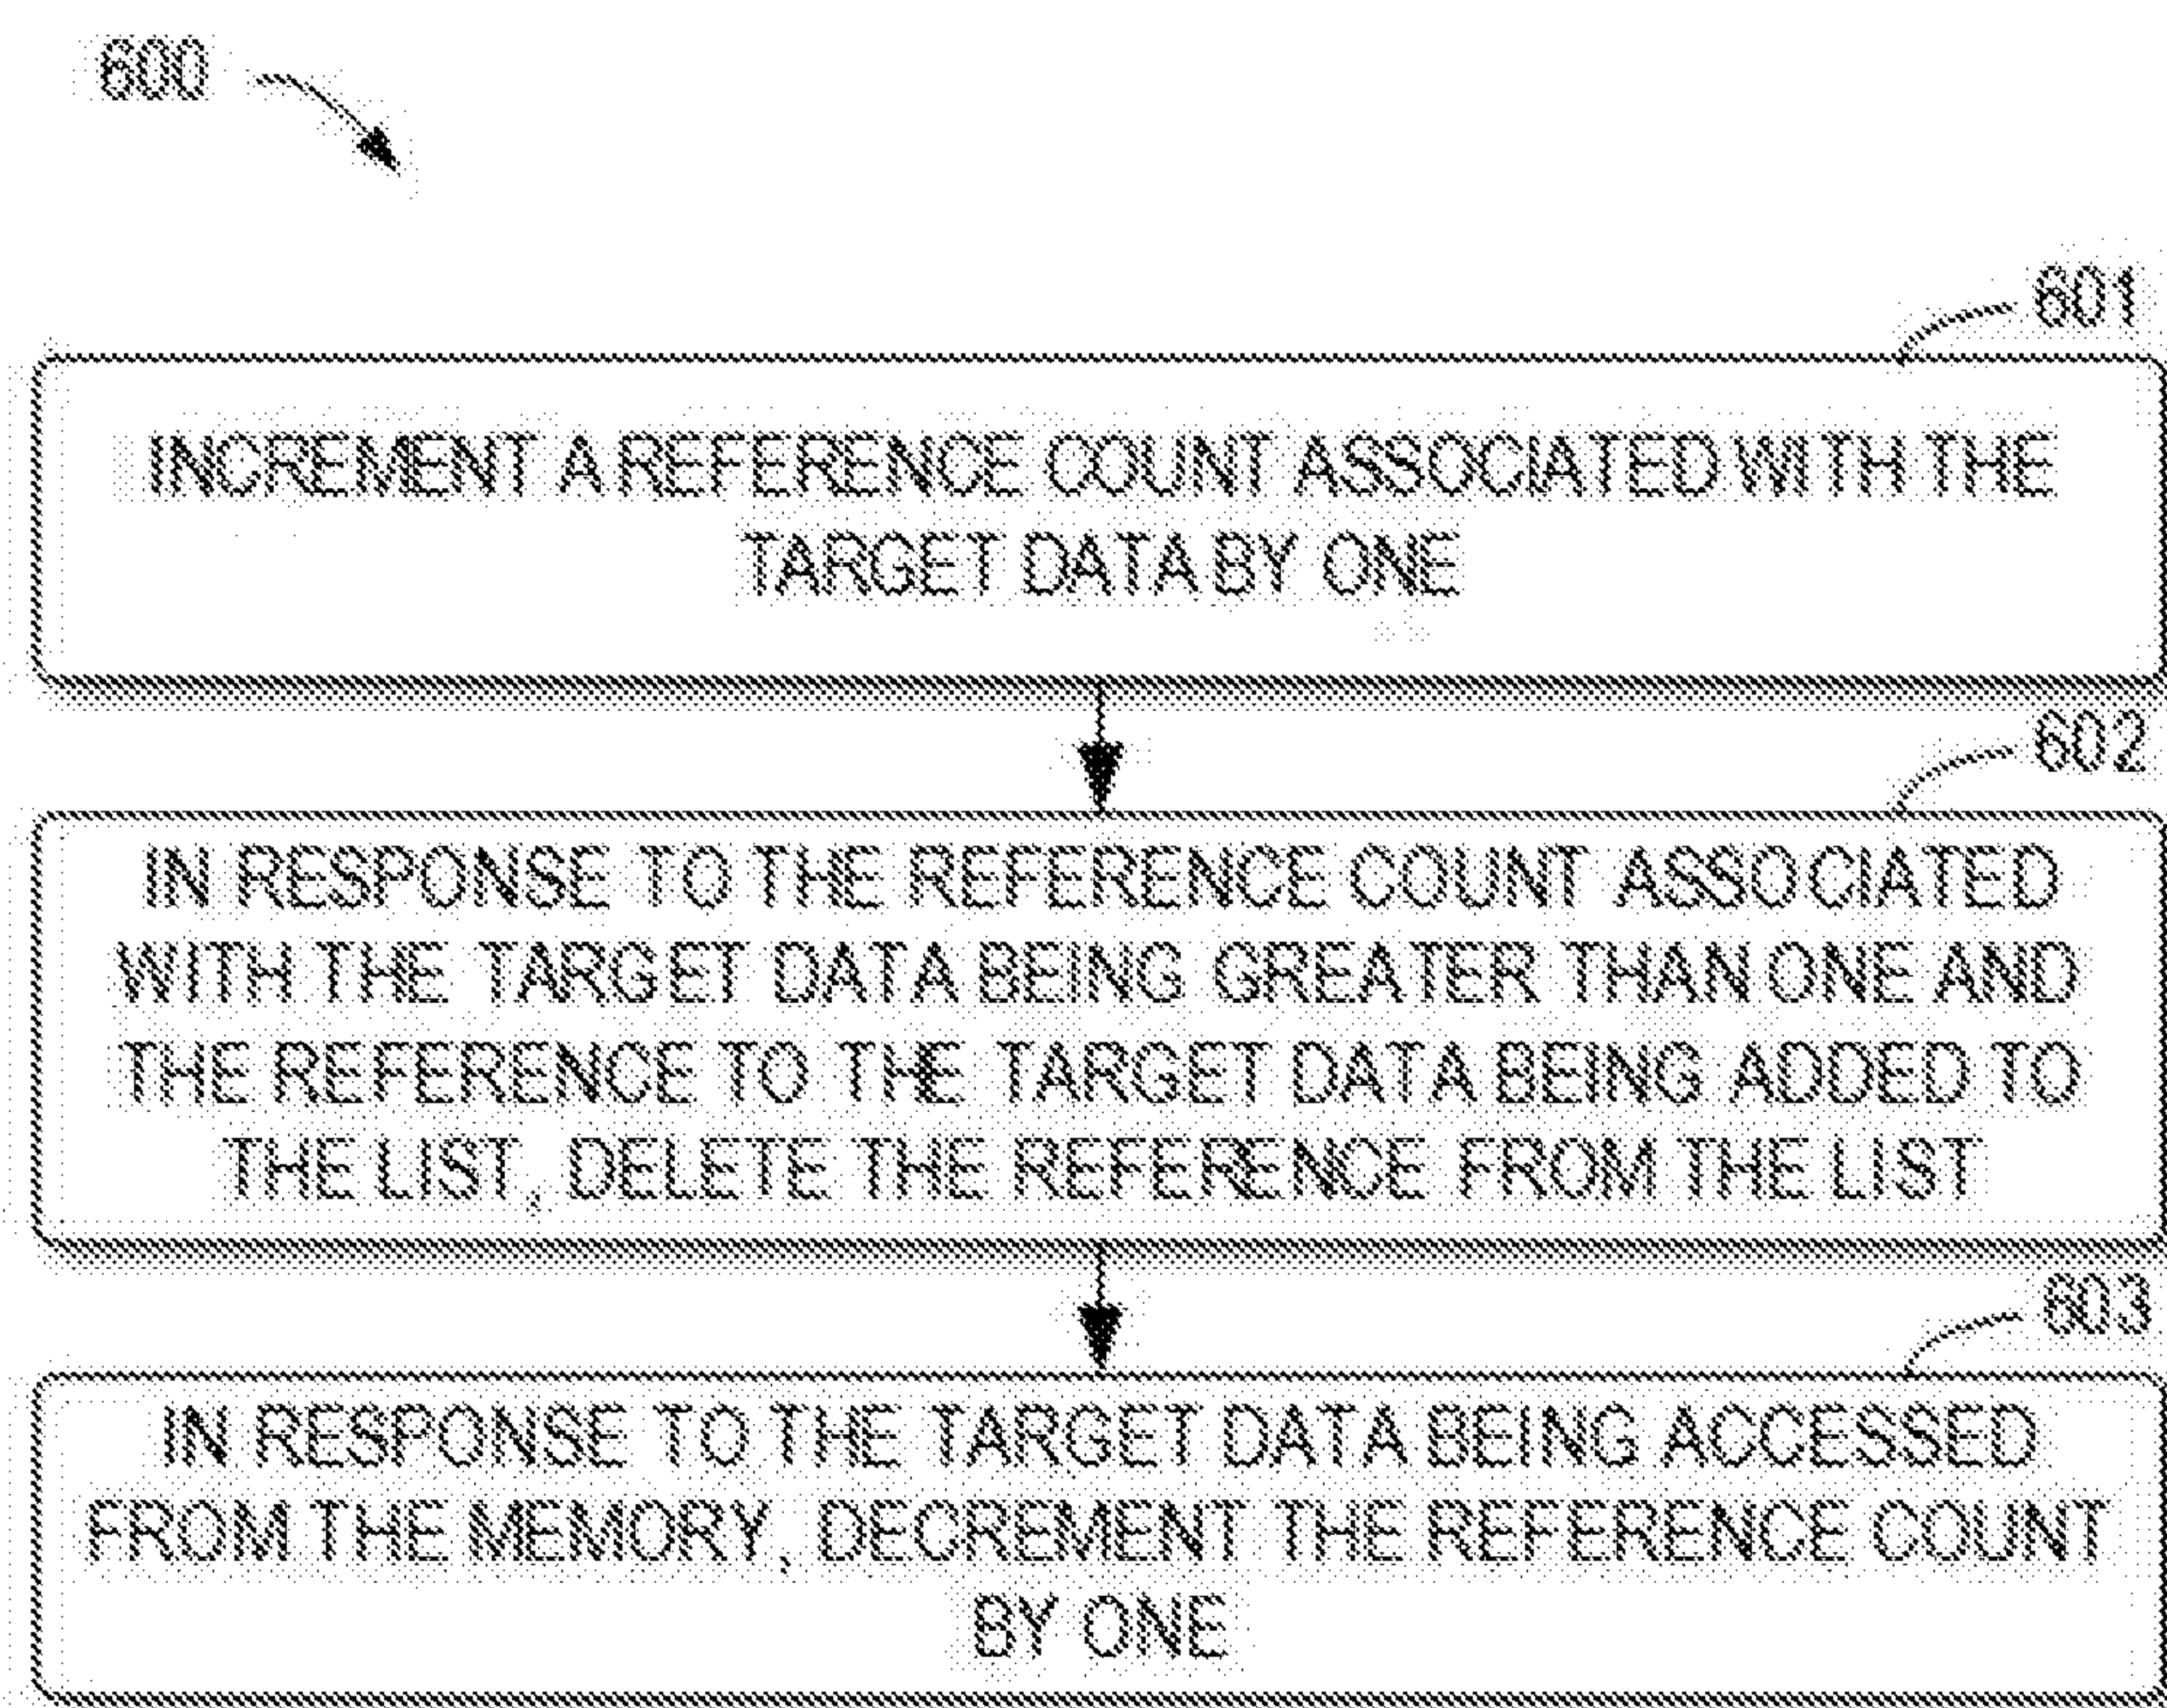 600
601
INCREMENT A REFERENCE COUNT ASSOCIATED WITH THE
TARGET DATA BY ONE
602
IN RESPONSE TO THE REFERENCE COUNT ASSOCIATED
WITH THE TARGET DATA BEING GREATER THAN ONE AND
THE REFERENCE TO THE TARGET DATA BEING ADDED TO
THE LIST, DELETE THE REFERENCE FROM THE LIST
603
IN RESPONSE TO THE TARGET DATA BEING ACCESSED
FROM THE MEMORY, DECREMENT THE REFERENCE COUNT
BY ONE